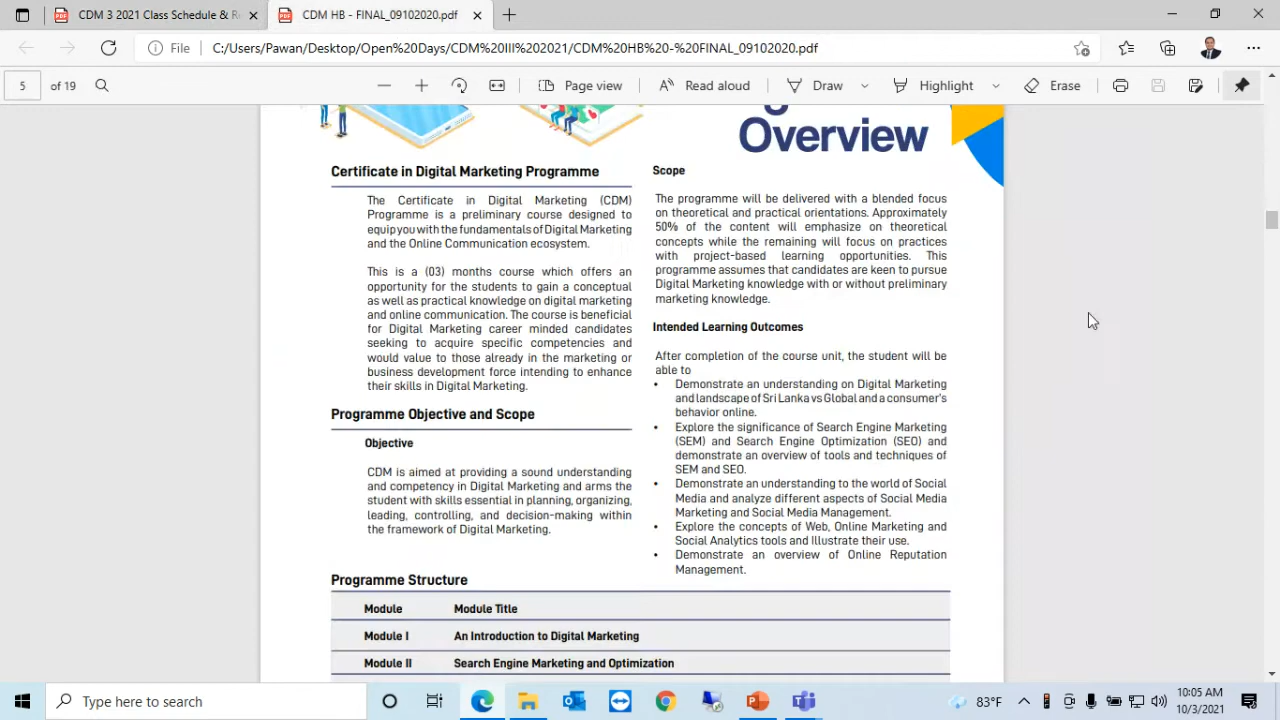 CDM 3 2021 Class Schedule & R
CDM HB - FINAL_09102020.pdf
File
C:/Users/Pawan/Desktop/Open%20Days/CDM%20III%202021/CDM%20HB%20-%20FINAL_09102020.pdf
5 of 19
Page view
Read aloud
Draw
Highlight
Erase
Overview
Certificate in Digital Marketing Programme
The Certificate in Digital Marketing (CDM)
Programme is a preliminary course designed to
equip you with the fundamentals of Digital Marketing
and the Online Communication ecosystem.
This is a (03) months course which offers an
opportunity for the students to gain a conceptual
as well as practical knowledge on digital marketing
and online communication. The course is beneficial
for Digital Marketing career minded candidates
seeking to acquire specific competencies and
would value to those already in the marketing or
business development force intending to enhance
their skills in Digital Marketing.
Programme Objective and Scope
Objective
CDM is aimed at providing a sound understanding
and competency in Digital Marketing and arms the
student with skills essential in planning, organizing,
leading, controlling, and decision-making within
the framework of Digital Marketing.
Scope
The programme will be delivered with a blended focus
on theoretical and practical orientations. Approximately
50% of the content will emphasize on theoretical
concepts while the remaining will focus on practices
with project-based learning opportunities. This
programme assumes that candidates are keen to pursue
Digital Marketing knowledge with or without preliminary
marketing knowledge.
Intended Learning Outcomes
After completion of the course unit, the student will be
able to
• Demonstrate an understanding on Digital Marketing
and landscape of Sri Lanka vs Global and a consumer's
behavior online.
• Explore the significance of Search Engine Marketing
(SEM) and Search Engine Optimization (SEO) and
demonstrate an overview of tools and techniques of
SEM and SEO.
• Demonstrate an understanding to the world of Social
Media and analyze different aspects of Social Media
Marketing and Social Media Management.
• Explore the concepts of Web, Online Marketing and
Social Analytics tools and Illustrate their use.
• Demonstrate an overview of Online Reputation
Management.
Programme Structure
Module Module Title
Module I An Introduction to Digital Marketing
Module II Search Engine Marketing and Optimization
Type here to search
83°F
10:05 AM
10/3/2021